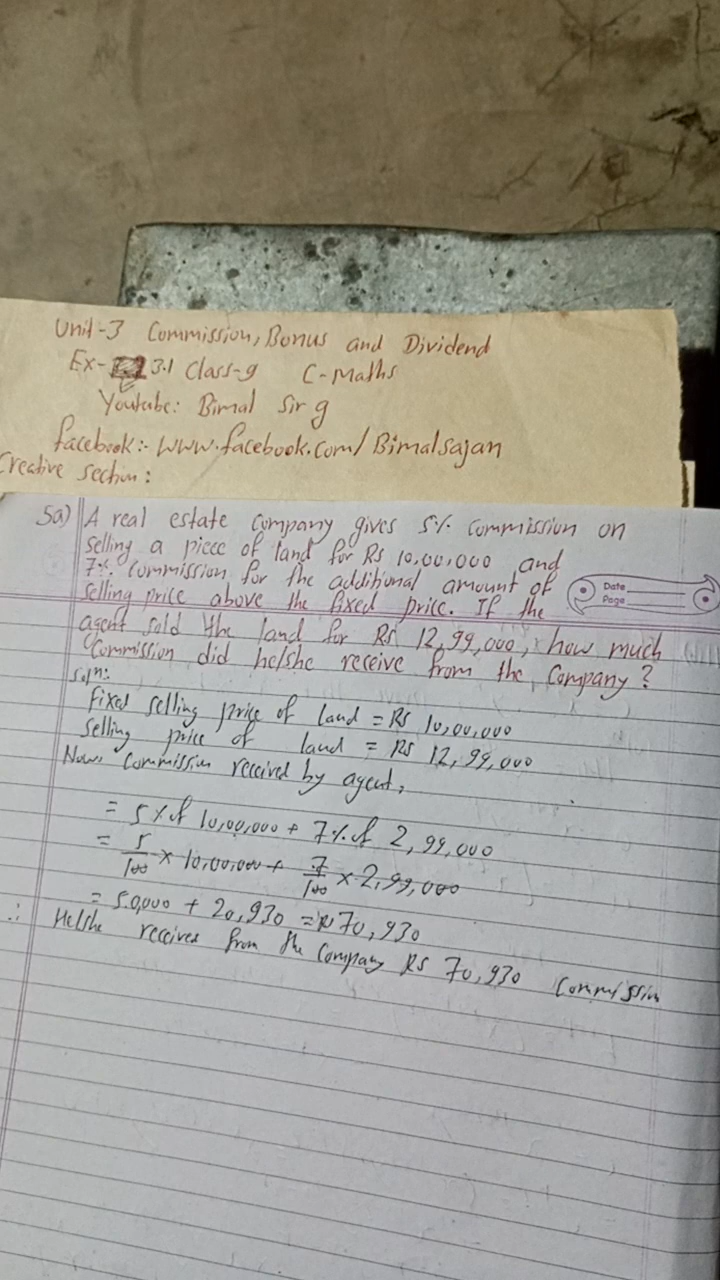 Unit-3 Commission, Bonus and Dividend
Ex- 3.1 Class-9 C-Maths
Youtube: Bimal Sir g
facebook:- www.facebook.com/Bimalsajan
Creative section:
5a) A real estate company gives 5% commission on
selling a piece of land for Rs 10,00,000 and
7% commission for the additional amount of
Date
Page
selling price above the fixed price. If the
agent sold the land for Rs 12,99,000, how much
commission did he/she receive from the company?
Soln:
fixed selling price of land = Rs 10,00,000
selling price of land = Rs 12,99,000
Now, Commission received by agent,
= 5% of 10,00,000 + 7% of 2,99,000
= 5/100 × 10,00,000 + 7/100 × 2,99,000
= 50,000 + 20,930 = Rs 70,930
∴ He/she receives from the company Rs 70,930 commission